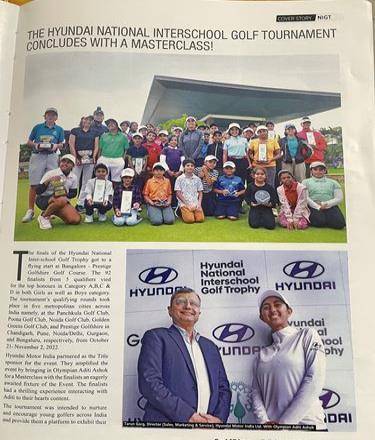 COVER STORY NIGT
THE HYUNDAI NATIONAL INTERSCHOOL GOLF TOURNAMENT
CONCLUDES WITH A MASTERCLASS!
The finals of the Hyundai National
Inter-school Golf Trophy got to a
flying start at Bangalore - Prestige
Golfshire Golf Course. The 92
finalists from 5 qualifiers vied
for the top honours in Category A,B,C &
D in both Girls as well as Boys category.
The tournament's qualifying rounds took
place in five metropolitan cities across
India namely, at the Panchkula Golf Club,
Poona Golf Club, Noida Golf Club, Golden
Greens Golf Club, and Prestige Golfshire in
Chandigarh, Pune, Noida/Delhi, Gurgaon,
and Bengaluru, respectively, from October
21- November 2, 2022.
Hyundai Motor India partnered as the Title
sponsor for the event. They amplified the
event by bringing in Olympian Aditi Ashok
for a Masterclass with the finalists an eagerly
awaited fixture of the Event. The finalists
had a thrilling experience interacting with
Aditi to their hearts content.
The tournament was intended to nurture
and encourage young golfers across India
and provide them a platform to exhibit their
HYUNDAI
Hyundai
National
Interschool
Golf Trophy
HYUNDAI
HYUNDAI
HYUNDAI
Tarun Garg, Director (Sales, Marketing & Service), Hyundai Motor India Ltd. With Olympian Aditi Ashok